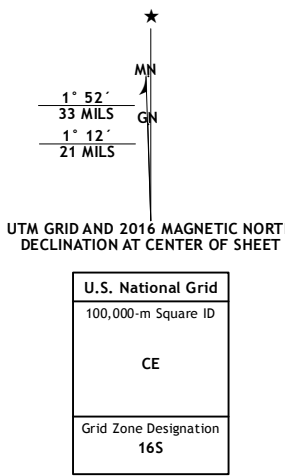 ★
MN
1° 52´
33 MILS
GN
1° 12´
21 MILS
UTM GRID AND 2016 MAGNETIC NORT
DECLINATION AT CENTER OF SHEET
U.S. National Grid
100,000-m Square ID
CE
Grid Zone Designation
16S